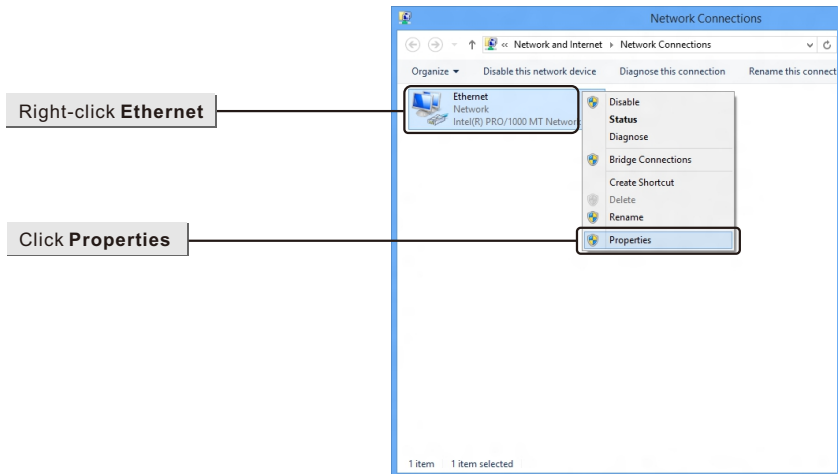 Network Connections
« Network and Internet Network Connections
Organize Disable this network device Diagnose this connection Rename this connect
Right-click Ethernet
Ethernet
Network
Intel(R) PRO/1000 MT Network
Disable
Status
Diagnose
Bridge Connections
Create Shortcut
Delete
Rename
Click Properties
Properties
1 item 1 item selected